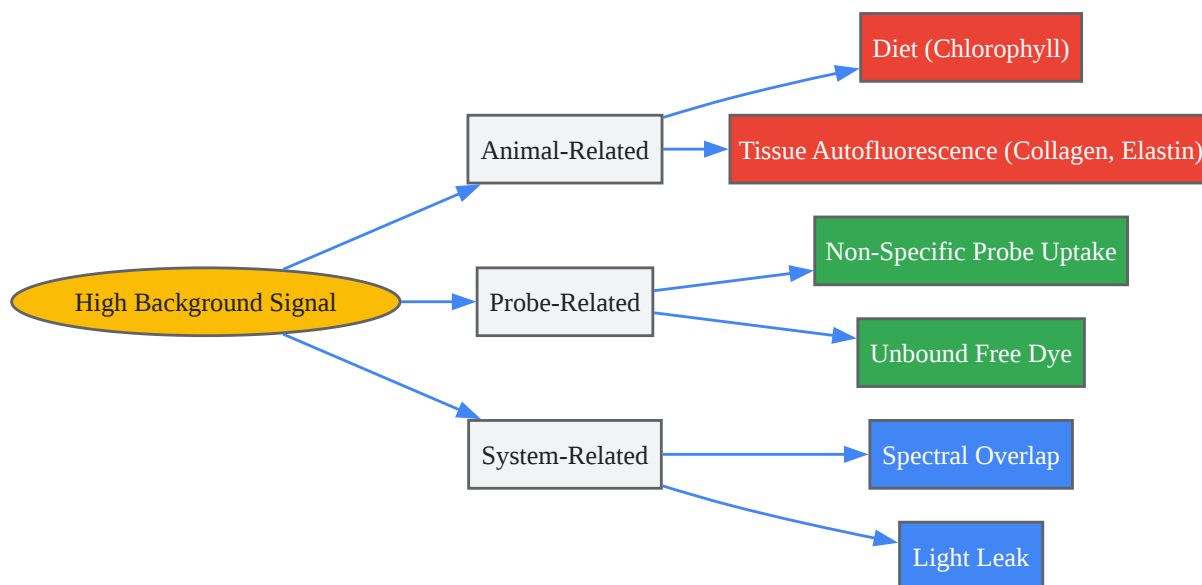 High Background Signal
Animal-Related
Diet (Chlorophyll)
Tissue Autofluorescence (Collagen, Elastin)
Probe-Related
Non-Specific Probe Uptake
Unbound Free Dye
System-Related
Spectral Overlap
Light Leak